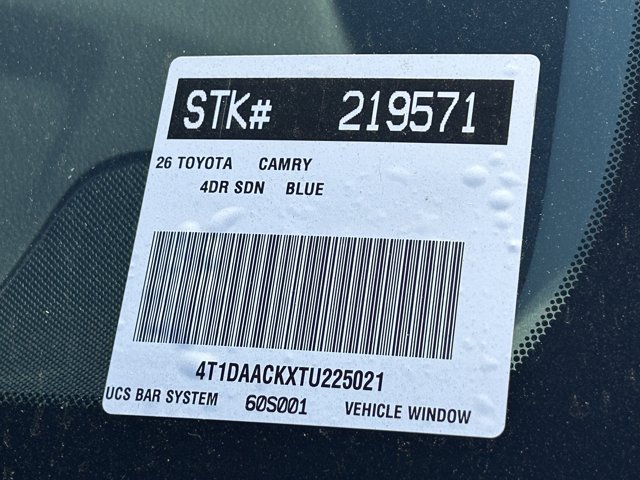 STK# 219571
26 TOYOTA CAMRY
4DR SDN BLUE
4T1DAACKXTU225021
UCS BAR SYSTEM 60S001 VEHICLE WINDOW